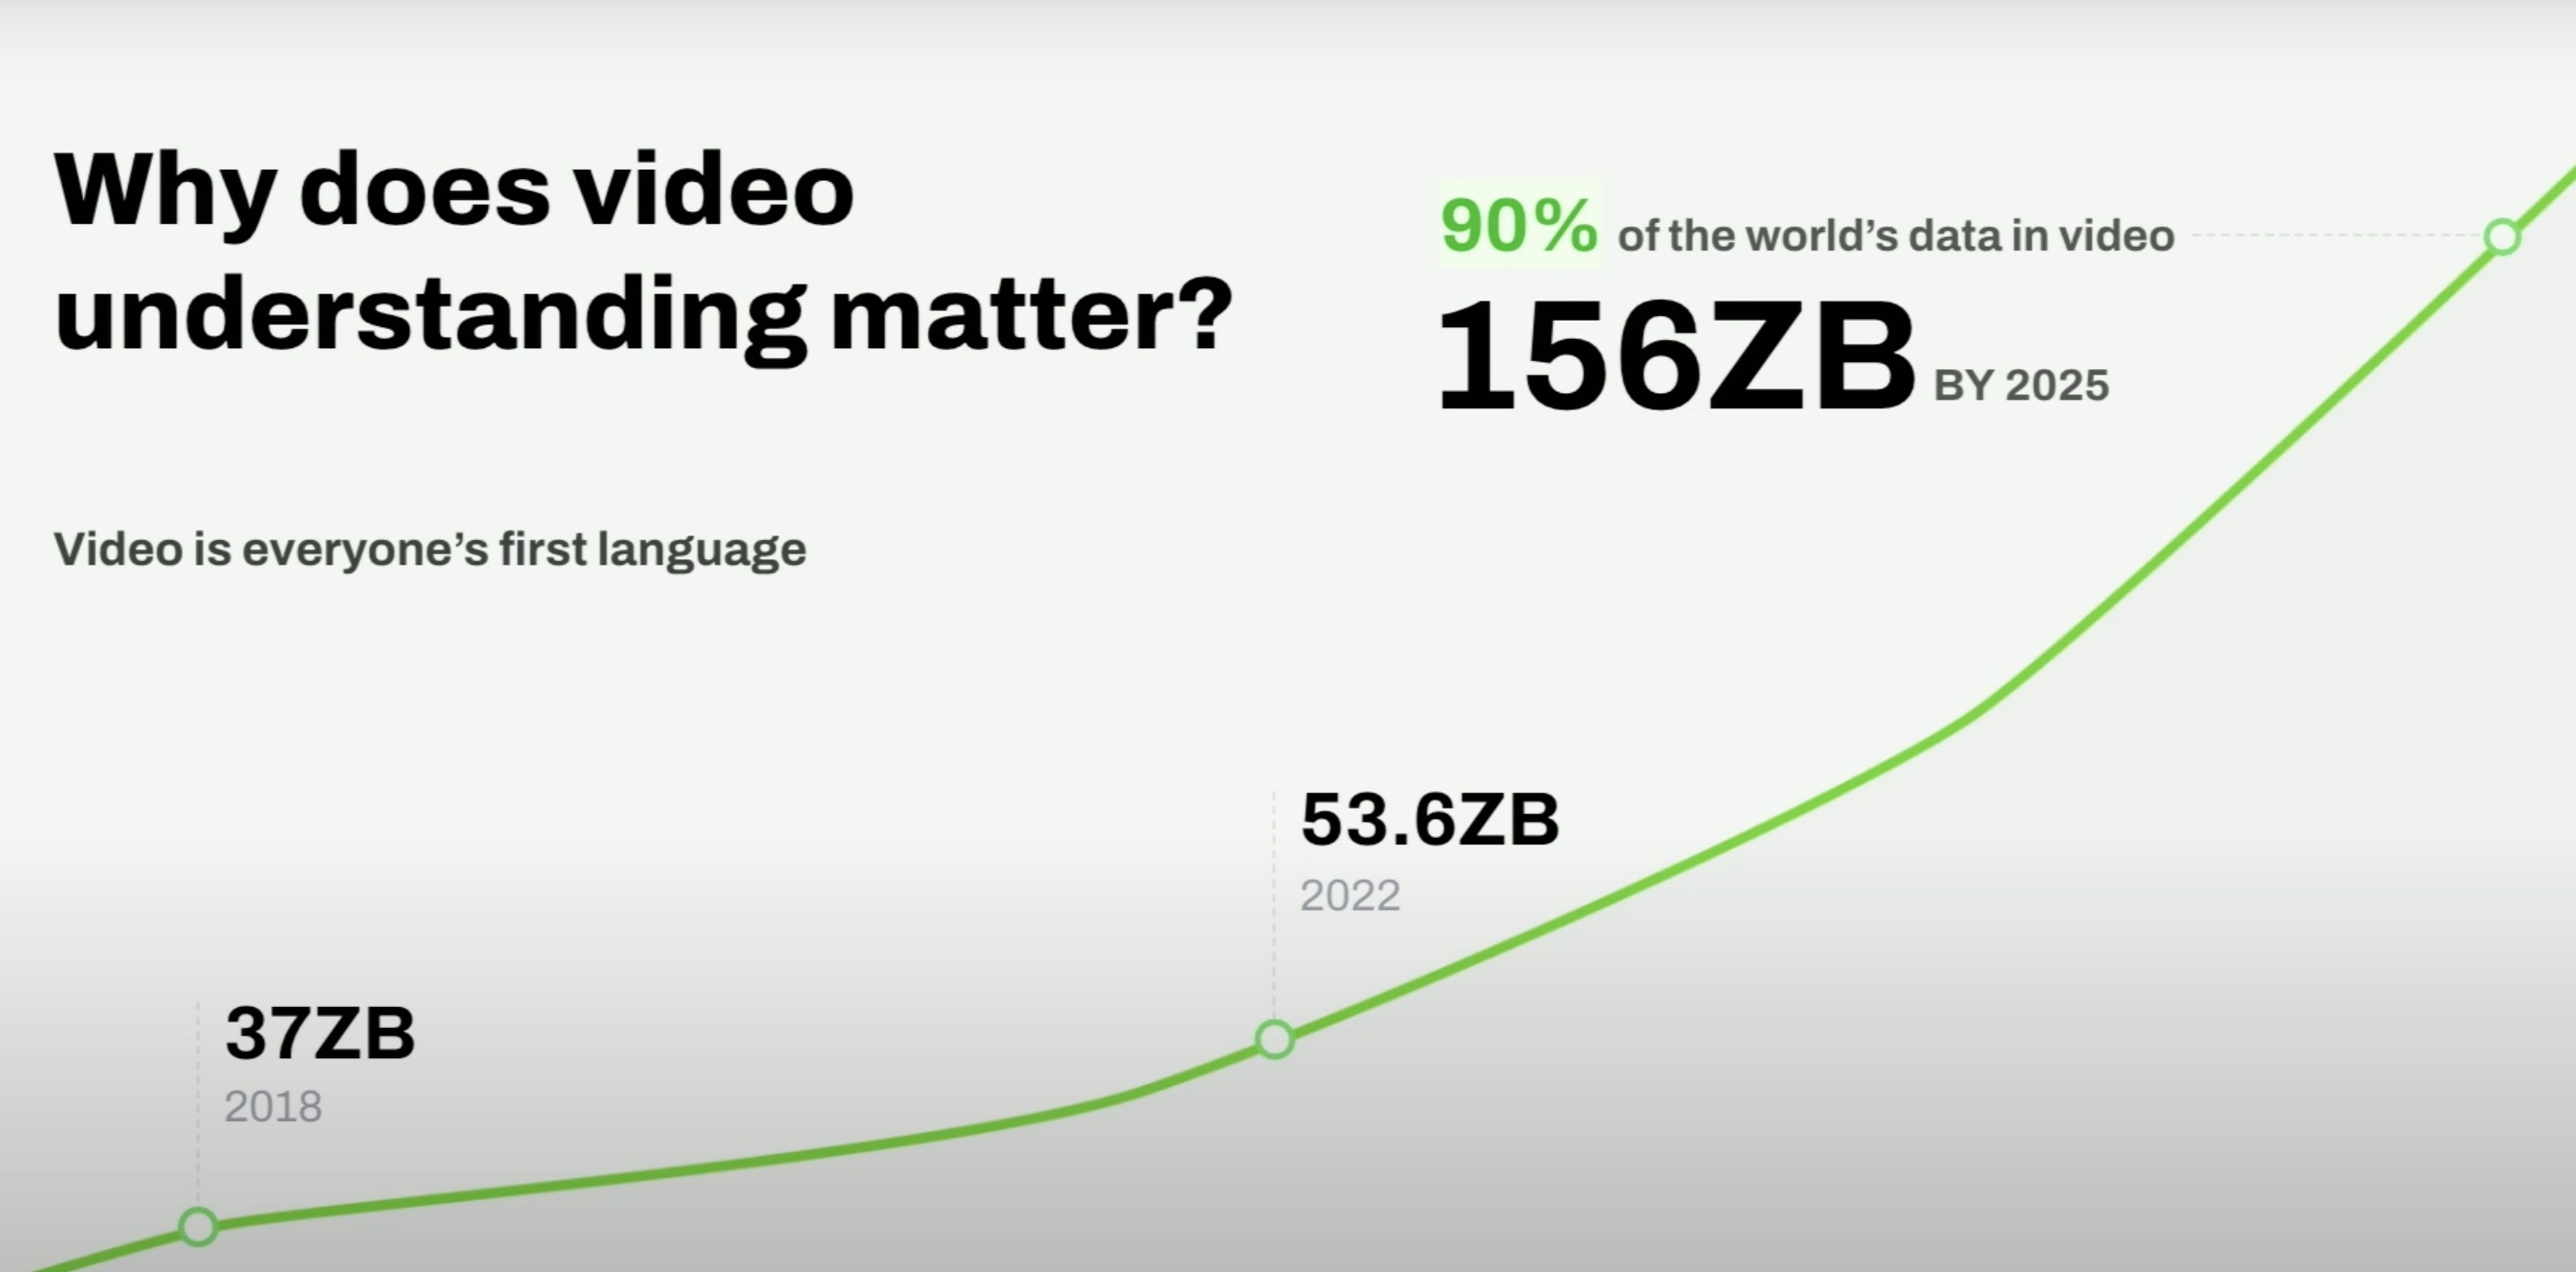 Why does video
understanding matter?
Video is everyone’s first language
90% of the world’s data in video
156ZB BY 2025
53.6ZB
2022
37ZB
2018